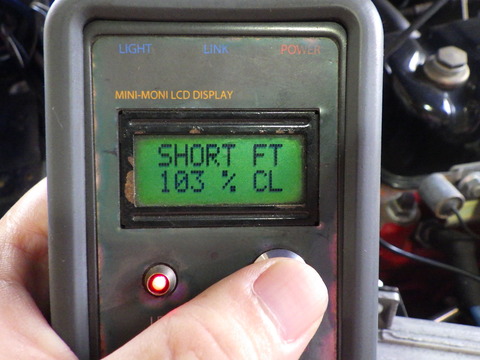 LIGHT LINK POWER
MINI-MONI LCD DISPLAY
SHORT FT
103 % CL